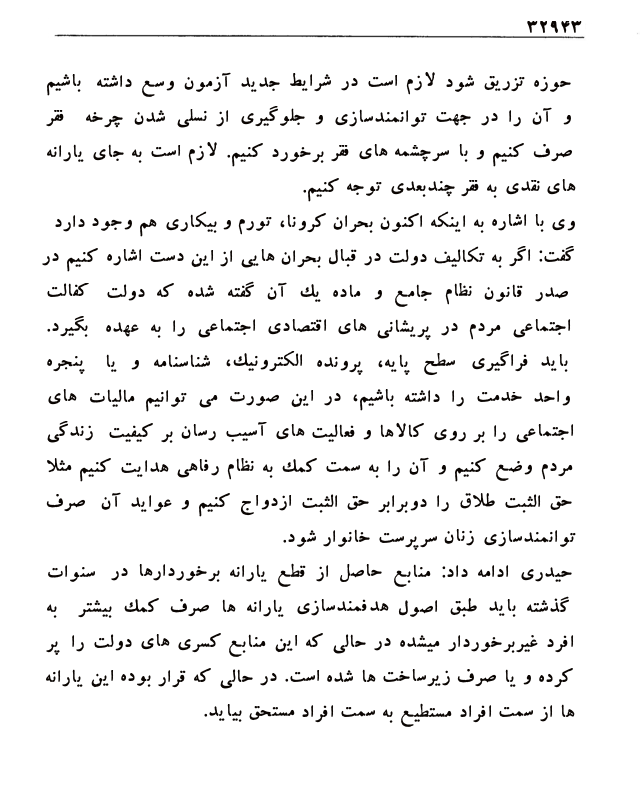 ۳۲۹۴۳
حوزه تزریق شود لازم است در شرایط جدید آزمون وسع داشته باشیم
و آن را در جهت توانمندسازی و جلوگیری از نسلی شدن چرخه فقر
صرف کنیم و با سرچشمه های فقر برخورد کنیم. لازم است به جای یارانه
های نقدی به فقر چندبعدی توجه کنیم.
وی با اشاره به اینکه اکنون بحران کرونا، تورم و بیکاری هم وجود دارد
گفت: اگر به تکالیف دولت در قبال بحران هایی از این دست اشاره کنیم در
صدر قانون نظام جامع و ماده یك آن گفته شده که دولت کفالت
اجتماعی مردم در پریشانی های اقتصادی اجتماعی را به عهده بگیرد.
باید فراگیری سطح پایه، پرونده الکترونیك، شناسنامه و یا پنجره
واحد خدمت را داشته باشیم، در این صورت می توانیم مالیات های
اجتماعی را بر روی کالاها و فعالیت های آسیب رسان بر کیفیت زندگی
مردم وضع کنیم و آن را به سمت کمك به نظام رفاهی هدایت کنیم مثلا
حق الثبت طلاق را دوبرابر حق الثبت ازدواج کنیم و عواید آن صرف
توانمندسازی زنان سرپرست خانوار شود.
حیدری ادامه داد: منابع حاصل از قطع یارانه برخوردارها در سنوات
گذشته باید طبق اصول هدفمندسازی یارانه ها صرف کمك بیشتر به
افرد غیربرخوردار میشده در حالی که این منابع کسری های دولت را پر
کرده و یا صرف زیرساخت ها شده است. در حالی که قرار بوده این یارانه
ها از سمت افراد مستطیع به سمت افراد مستحق بیاید.